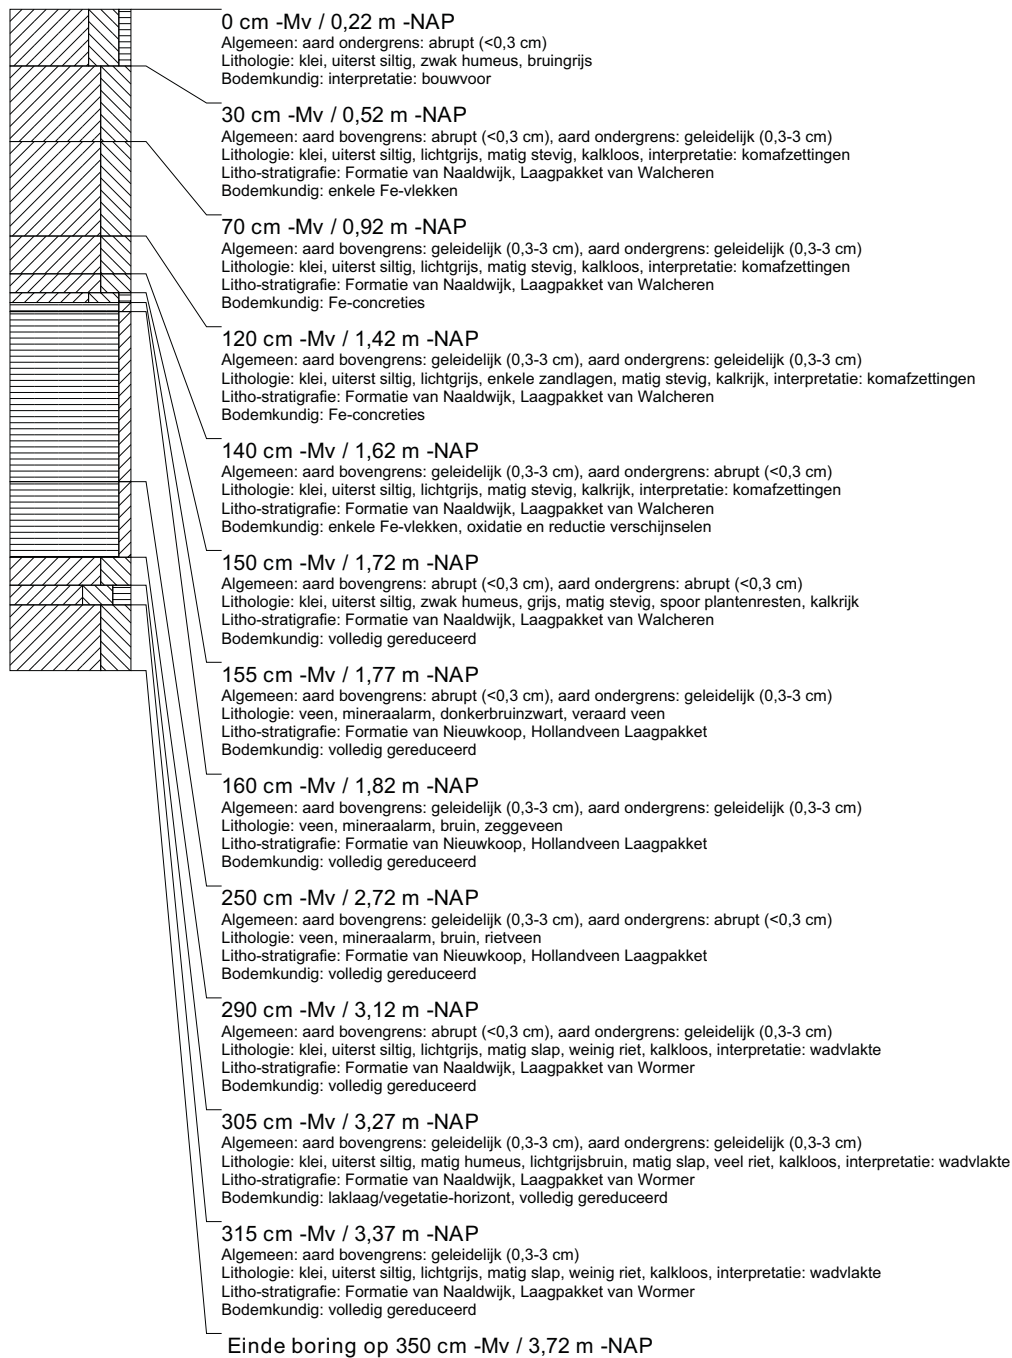 0 cm -Mv / 0,22 m -NAP
Algemeen: aard ondergrens: abrupt (<0,3 cm)
Lithologie: klei, uiterst siltig, zwak humeus, bruingrijs
Bodemkundig: interpretatie: bouwvoor
30 cm -Mv / 0,52 m -NAP
Algemeen: aard bovengrens: abrupt (<0,3 cm), aard ondergrens: geleidelijk (0,3-3 cm)
Lithologie: klei, uiterst siltig, lichtgrijs, matig stevig, kalkloos, interpretatie: komafzettingen
Litho-stratigrafie: Formatie van Naaldwijk, Laagpakket van Walcheren
Bodemkundig: enkele Fe-vlekken
70 cm -Mv / 0,92 m -NAP
Algemeen: aard bovengrens: geleidelijk (0,3-3 cm), aard ondergrens: geleidelijk (0,3-3 cm)
Lithologie: klei, uiterst siltig, lichtgrijs, matig stevig, kalkloos, interpretatie: komafzettingen
Litho-stratigrafie: Formatie van Naaldwijk, Laagpakket van Walcheren
Bodemkundig: Fe-concreties
120 cm -Mv / 1,42 m -NAP
Algemeen: aard bovengrens: geleidelijk (0,3-3 cm), aard ondergrens: geleidelijk (0,3-3 cm)
Lithologie: klei, uiterst siltig, lichtgrijs, enkele zandlagen, matig stevig, kalkrijk, interpretatie: komafzettingen
Litho-stratigrafie: Formatie van Naaldwijk, Laagpakket van Walcheren
Bodemkundig: Fe-concreties
140 cm -Mv / 1,62 m -NAP
Algemeen: aard bovengrens: geleidelijk (0,3-3 cm), aard ondergrens: abrupt (<0,3 cm)
Lithologie: klei, uiterst siltig, lichtgrijs, matig stevig, kalkrijk, interpretatie: komafzettingen
Litho-stratigrafie: Formatie van Naaldwijk, Laagpakket van Walcheren
Bodemkundig: enkele Fe-vlekken, oxidatie en reductie verschijnselen
150 cm -Mv / 1,72 m -NAP
Algemeen: aard bovengrens: abrupt (<0,3 cm), aard ondergrens: abrupt (<0,3 cm)
Lithologie: klei, uiterst siltig, zwak humeus, grijs, matig stevig, spoor plantenresten, kalkrijk
Litho-stratigrafie: Formatie van Naaldwijk, Laagpakket van Walcheren
Bodemkundig: volledig gereduceerd
155 cm -Mv / 1,77 m -NAP
Algemeen: aard bovengrens: abrupt (<0,3 cm), aard ondergrens: geleidelijk (0,3-3 cm)
Lithologie: veen, mineraalarm, donkerbruinzwart, veraard veen
Litho-stratigrafie: Formatie van Nieuwkoop, Hollandveen Laagpakket
Bodemkundig: volledig gereduceerd
160 cm -Mv / 1,82 m -NAP
Algemeen: aard bovengrens: geleidelijk (0,3-3 cm), aard ondergrens: geleidelijk (0,3-3 cm)
Lithologie: veen, mineraalarm, bruin, zeggeveen
Litho-stratigrafie: Formatie van Nieuwkoop, Hollandveen Laagpakket
Bodemkundig: volledig gereduceerd
250 cm -Mv / 2,72 m -NAP
Algemeen: aard bovengrens: geleidelijk (0,3-3 cm), aard ondergrens: abrupt (<0,3 cm)
Lithologie: veen, mineraalarm, bruin, rietveen
Litho-stratigrafie: Formatie van Nieuwkoop, Hollandveen Laagpakket
Bodemkundig: volledig gereduceerd
290 cm -Mv / 3,12 m -NAP
Algemeen: aard bovengrens: abrupt (<0,3 cm), aard ondergrens: geleidelijk (0,3-3 cm)
Lithologie: klei, uiterst siltig, lichtgrijs, matig slap, weinig riet, kalkloos, interpretatie: wadvlakte
Litho-stratigrafie: Formatie van Naaldwijk, Laagpakket van Wormer
Bodemkundig: volledig gereduceerd
305 cm -Mv / 3,27 m -NAP
Algemeen: aard bovengrens: geleidelijk (0,3-3 cm), aard ondergrens: geleidelijk (0,3-3 cm)
Lithologie: klei, uiterst siltig, matig humeus, lichtgrijsbruin, matig slap, veel riet, kalkloos, interpretatie: wadvlakte
Litho-stratigrafie: Formatie van Naaldwijk, Laagpakket van Wormer
Bodemkundig: laklaag/vegetatie-horizont, volledig gereduceerd
315 cm -Mv / 3,37 m -NAP
Algemeen: aard bovengrens: geleidelijk (0,3-3 cm)
Lithologie: klei, uiterst siltig, lichtgrijs, matig slap, weinig riet, kalkloos, interpretatie: wadvlakte
Litho-stratigrafie: Formatie van Naaldwijk, Laagpakket van Wormer
Bodemkundig: volledig gereduceerd
Einde boring op 350 cm -Mv / 3,72 m -NAP